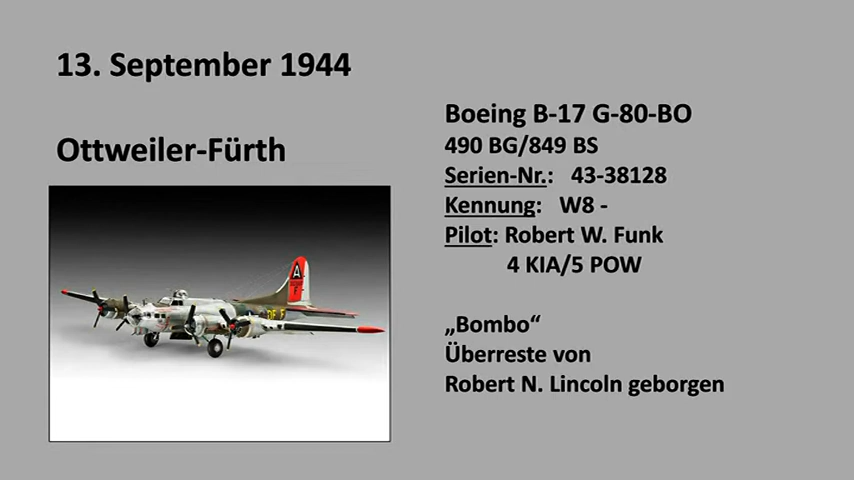 13. September 1944
Ottweiler-Fürth
Boeing B-17 G-80-BO
490 BG/849 BS
Serien-Nr.: 43-38128
Kennung: W8 -
Pilot: Robert W. Funk
4 KIA/5 POW
„Bombo“
Überreste von
Robert N. Lincoln geborgen
A
F